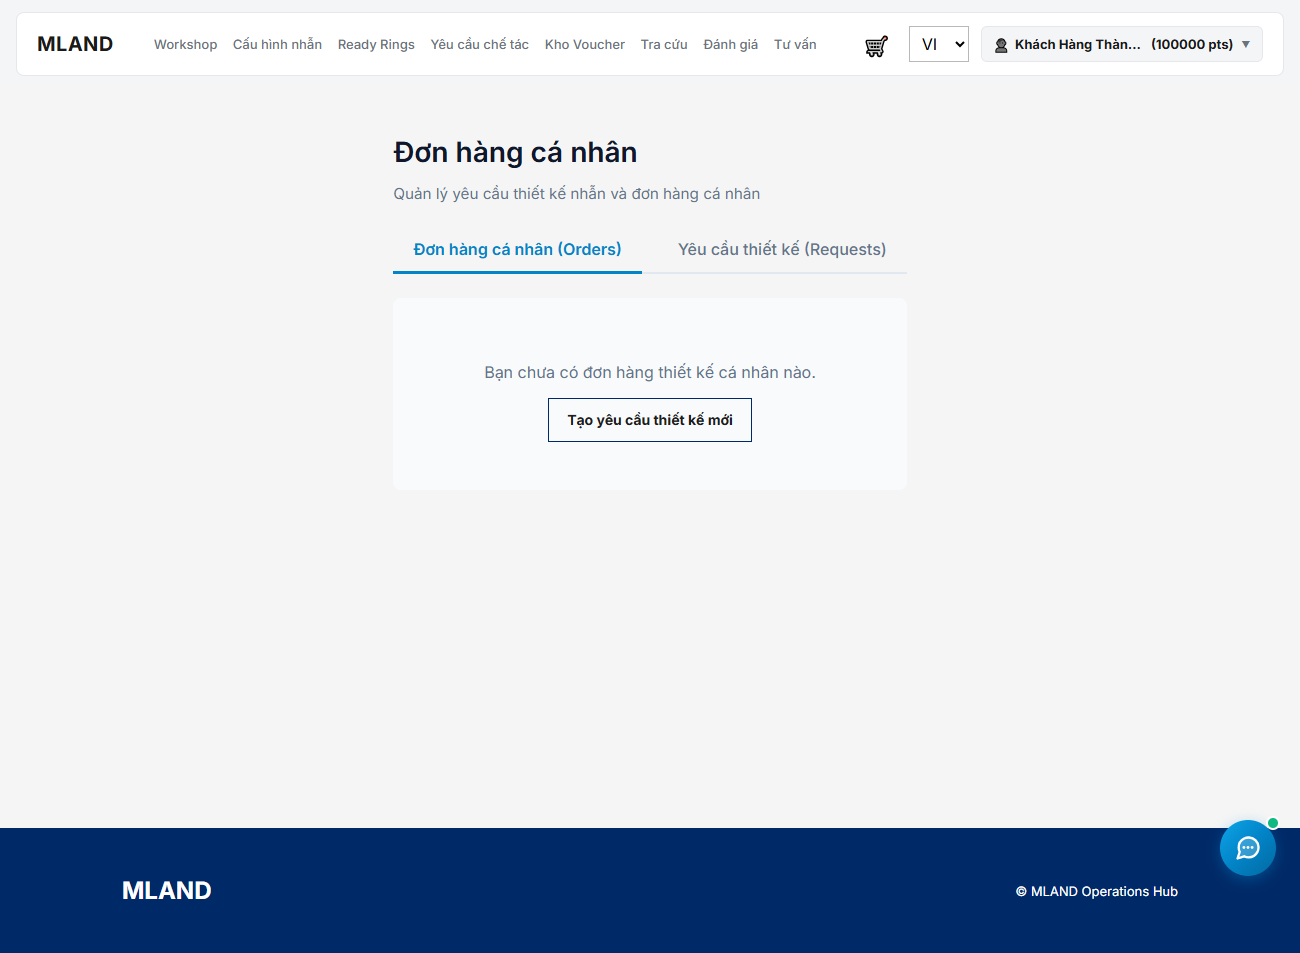 MLAND
Workshop
Cấu hình nhẫn
Ready Rings
Yêu cầu chế tác
Kho Voucher
Tra cứu
Đánh giá
Tư vấn
VI
Khách Hàng Thàn... (100000 pts) ▼
Đơn hàng cá nhân
Quản lý yêu cầu thiết kế nhẫn và đơn hàng cá nhân
Đơn hàng cá nhân (Orders)
Yêu cầu thiết kế (Requests)
Bạn chưa có đơn hàng thiết kế cá nhân nào.
Tạo yêu cầu thiết kế mới
MLAND
© MLAND Operations Hub